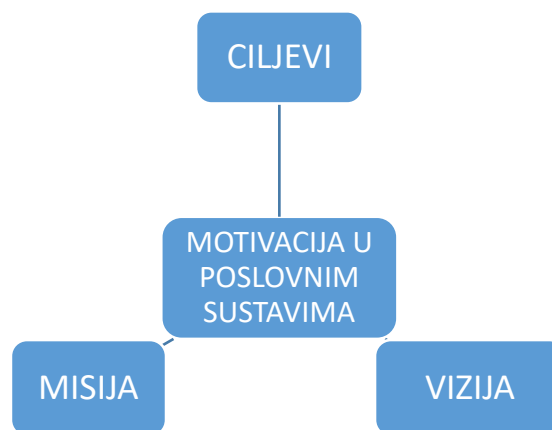 CILJEVI
MOTIVACIJA U
POSLOVNIM
SUSTAVIMA
MISIJA
VIZIJA